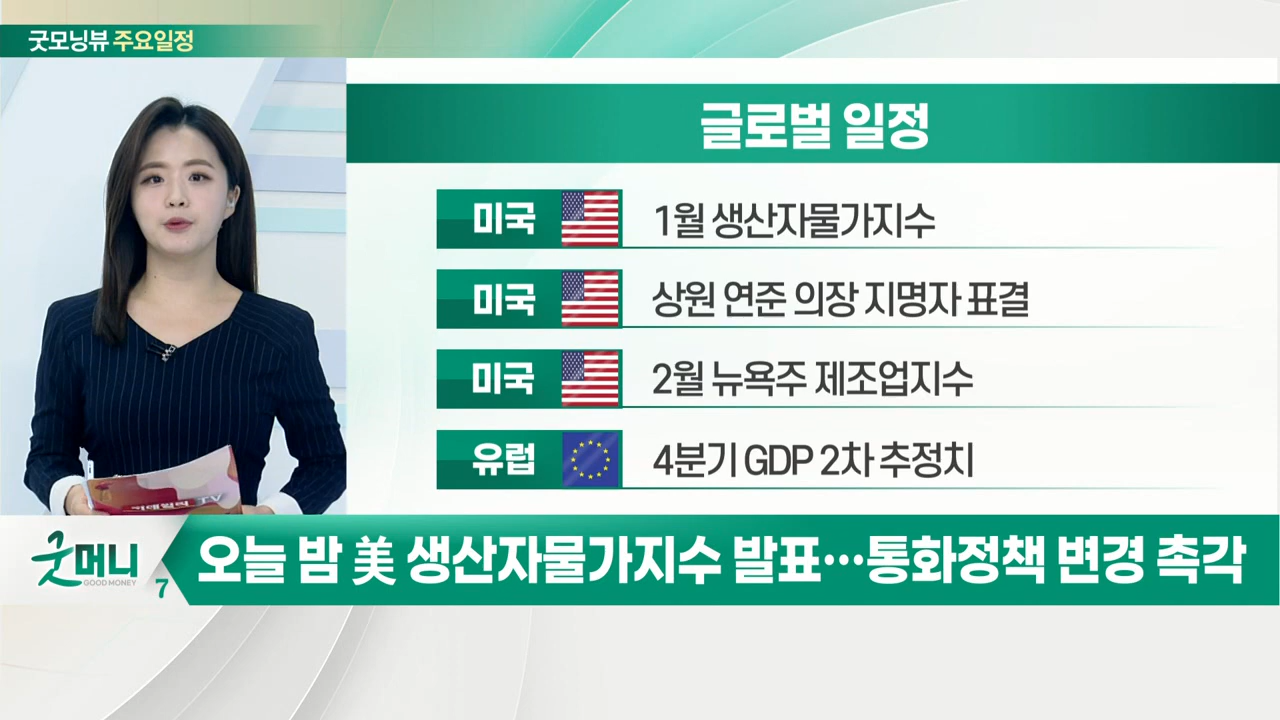 굿모닝뷰 주요일정
글로벌 일정
미국 1월 생산자물가지수
미국 상원 연준 의장 지명자 표결
미국 2월 뉴욕주 제조업지수
유럽 4분기 GDP 2차 추정치
굿머니
GOOD MONEY
7
오늘 밤 美 생산자물가지수 발표…통화정책 변경 촉각